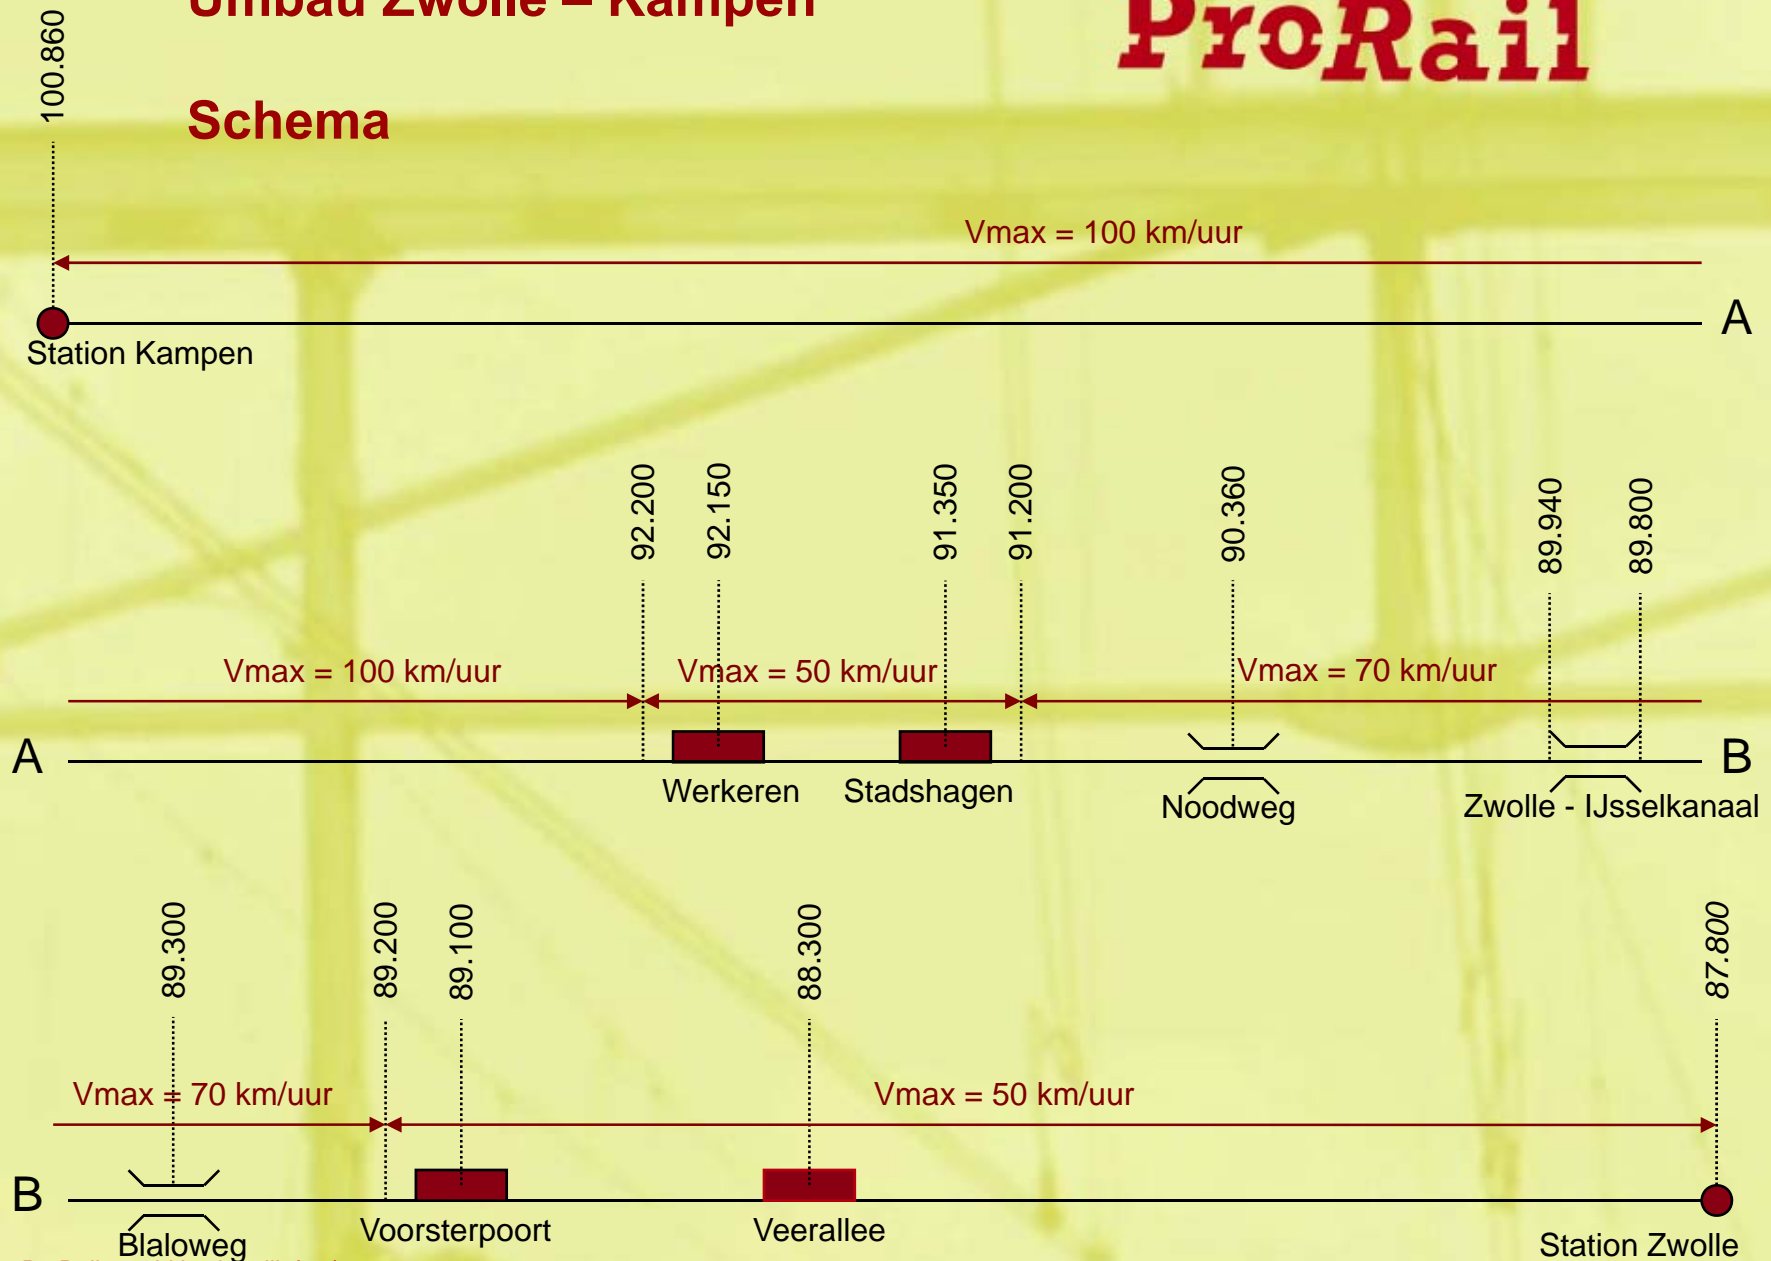 Umbau Zwolle – Kampen
ProRail
Schema
100.860
Vmax = 100 km/uur
A
Station Kampen
92.200
92.150
91.350
91.200
90.360
89.940
89.800
Vmax = 100 km/uur
Vmax = 50 km/uur
Vmax = 70 km/uur
A
B
Werkeren
Stadshagen
Noodweg
Zwolle - IJsselkanaal
89.300
89.200
89.100
88.300
87.800
Vmax = 70 km/uur
Vmax = 50 km/uur
B
Blaloweg
Voorsterpoort
Veerallee
Station Zwolle